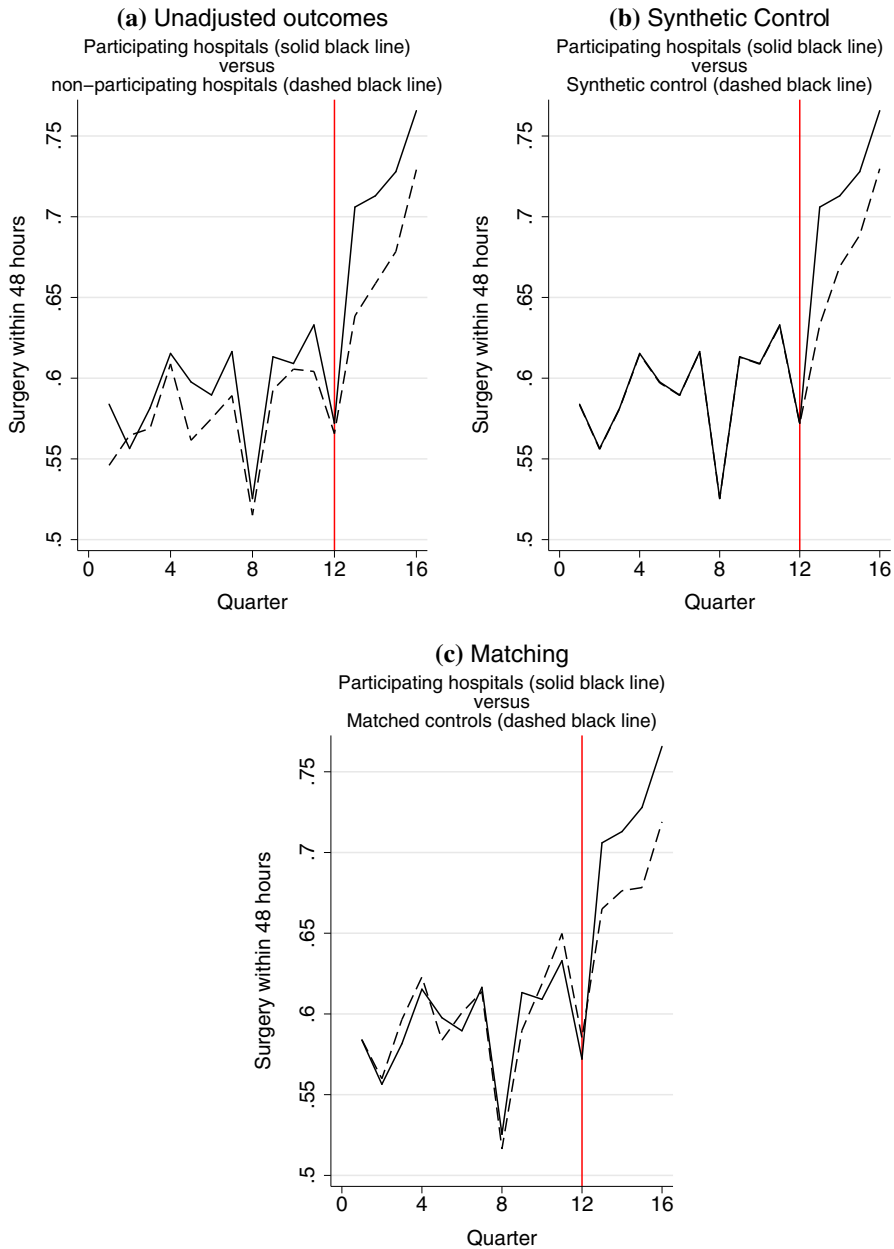 (a) Unadjusted outcomes
Participating hospitals (solid black line)
versus
non−participating hospitals (dashed black line)
Surgery within 48 hours
.75
.7
.65
.6
.55
.5
0 4 8 12 16
Quarter
(b) Synthetic Control
Participating hospitals (solid black line)
versus
Synthetic control (dashed black line)
Surgery within 48 hours
.75
.7
.65
.6
.55
.5
0 4 8 12 16
Quarter
(c) Matching
Participating hospitals (solid black line)
versus
Matched controls (dashed black line)
Surgery within 48 hours
.75
.7
.65
.6
.55
.5
0 4 8 12 16
Quarter